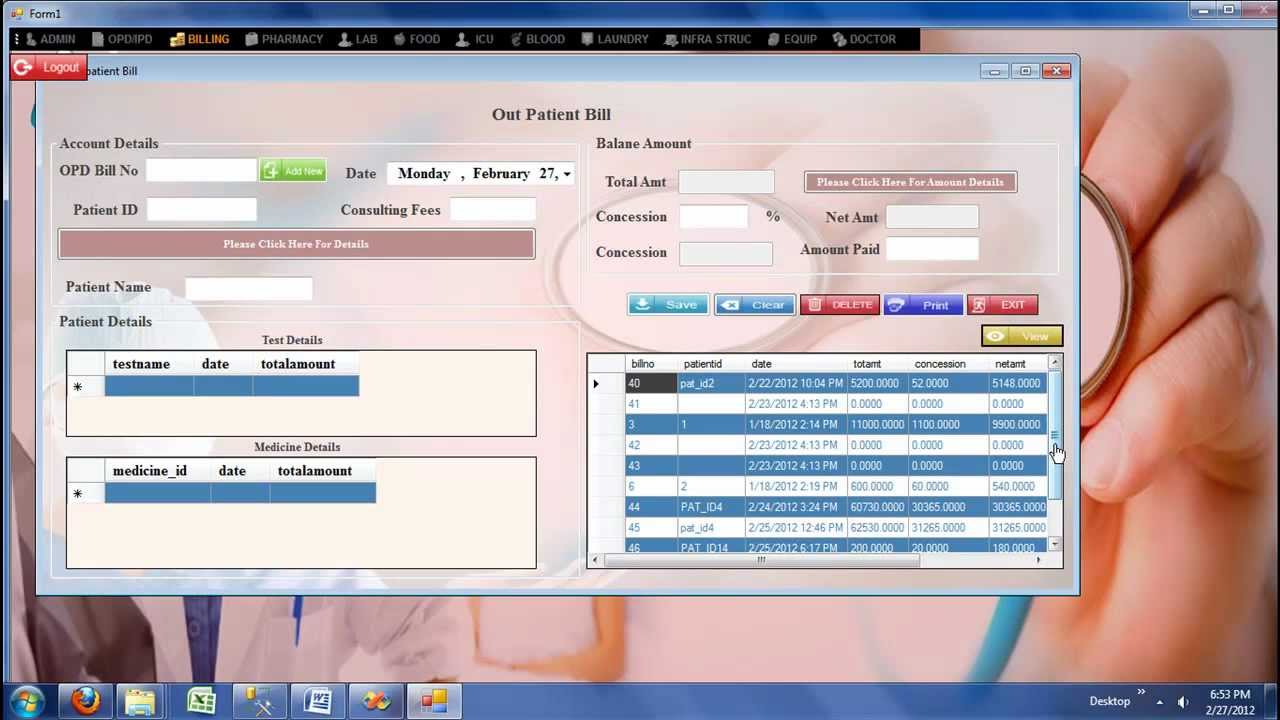 Form1
ADMIN OPD/IPD BILLING PHARMACY LAB FOOD ICU BLOOD LAUNDRY INFRA STRUC EQUIP DOCTOR
Logout patient Bill
Out Patient Bill
Account Details
OPD Bill No Add New Date Monday , February 27,
Patient ID Consulting Fees
Please Click Here For Details
Patient Name
Balane Amount
Total Amt Please Click Here For Amount Details
Concession % Net Amt
Concession Amount Paid
Save Clear DELETE Print EXIT
View
Patient Details
Test Details
testname date totalamount
*
Medicine Details
medicine_id date totalamount
*
billno patientid date totamt concession netamt
40 pat_id2 2/22/2012 10:04 PM 5200.0000 52.0000 5148.0000
41 2/23/2012 4:13 PM 0.0000 0.0000 0.0000
3 1 1/18/2012 2:14 PM 11000.0000 1100.0000 9900.0000
42 2/23/2012 4:13 PM 0.0000 0.0000 0.0000
43 2/23/2012 4:13 PM 0.0000 0.0000 0.0000
6 2 1/18/2012 2:19 PM 600.0000 60.0000 540.0000
44 PAT_ID4 2/24/2012 3:24 PM 60730.0000 30365.0000 30365.0000
45 pat_id4 2/25/2012 12:46 PM 62530.0000 31265.0000 31265.0000
46 PAT_ID14 2/25/2012 6:17 PM 200.0000 20.0000 180.0000
Desktop 6:53 PM
2/27/2012